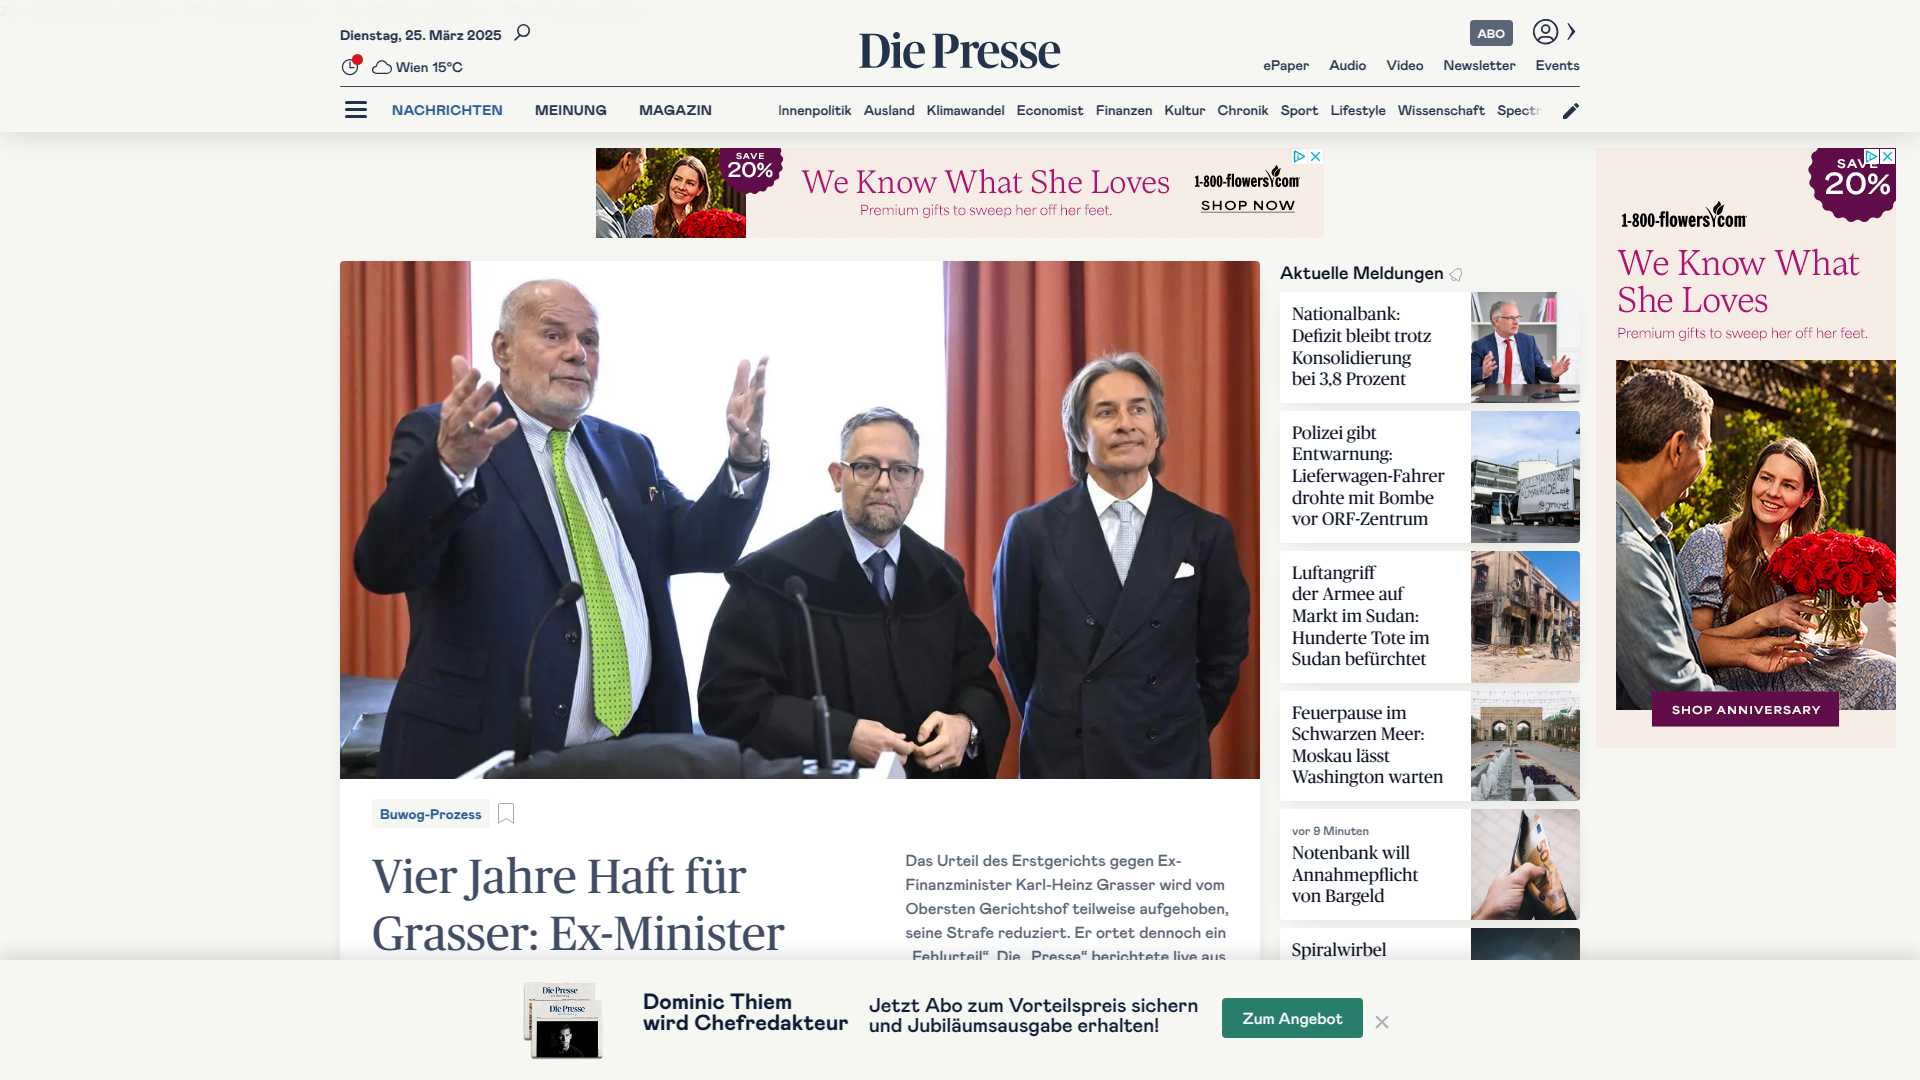 Dienstag, 25. März 2025
Wien 15°C
Die Presse
ABO
ePaper Audio Video Newsletter Events
NACHRICHTEN MEINUNG MAGAZIN
Innenpolitik Ausland Klimawandel Economist Finanzen Kultur Chronik Sport Lifestyle Wissenschaft Spectr
SAVE
20%
We Know What She Loves
Premium gifts to sweep her off her feet.
1-800-flowers.com
SHOP NOW
SAVE
20%
1-800-flowers.com
We Know What
She Loves
Premium gifts to sweep her off her feet.
SHOP ANNIVERSARY
Aktuelle Meldungen
Nationalbank:
Defizit bleibt trotz
Konsolidierung
bei 3,8 Prozent
Polizei gibt
Entwarnung:
Lieferwagen-Fahrer
drohte mit Bombe
vor ORF-Zentrum
Luftangriff
der Armee auf
Markt im Sudan:
Hunderte Tote im
Sudan befürchtet
Feuerpause im
Schwarzen Meer:
Moskau lässt
Washington warten
vor 9 Minuten
Notenbank will
Annahmepflicht
von Bargeld
Spiralwirbel
Buwog-Prozess
Vier Jahre Haft für
Grasser: Ex-Minister
Das Urteil des Erstgerichts gegen Ex-
Finanzminister Karl-Heinz Grasser wird vom
Obersten Gerichtshof teilweise aufgehoben,
seine Strafe reduziert. Er ortet dennoch ein
„Fehlurteil“. Die „Presse“ berichtete live aus
Die Presse
Die Presse
Dominic Thiem
wird Chefredakteur
Jetzt Abo zum Vorteilspreis sichern
und Jubiläumsausgabe erhalten!
Zum Angebot